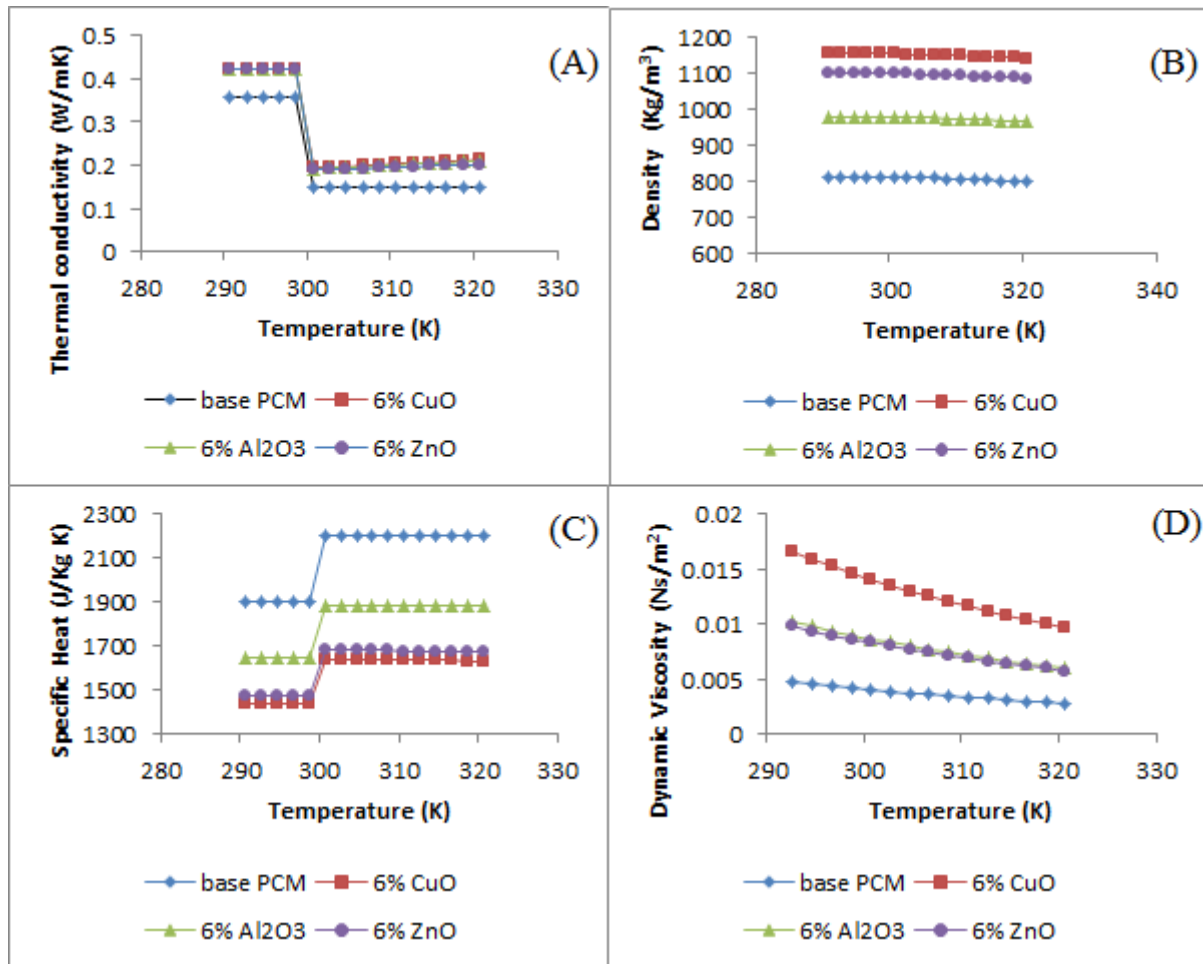 (A)
Thermal conductivity (W/mK)
0.5
0.4
0.3
0.2
0.1
0
280 290 300 310 320 330
Temperature (K)
base PCM 6% CuO
6% Al2O3 6% ZnO
(B)
Density (Kg/m³)
1200
1100
1000
900
800
700
600
280 300 320 340
Temperature (K)
base PCM 6% CuO
6% Al2O3 6% ZnO
(C)
Specific Heat (J/Kg K)
2300
2100
1900
1700
1500
1300
280 290 300 310 320 330
Temperature (K)
base PCM 6% CuO
6% Al2O3 6% ZnO
(D)
Dynamic Viscosity (Ns/m²)
0.02
0.015
0.01
0.005
0
290 300 310 320 330
Temperature (K)
base PCM 6% CuO
6% Al2O3 6% ZnO